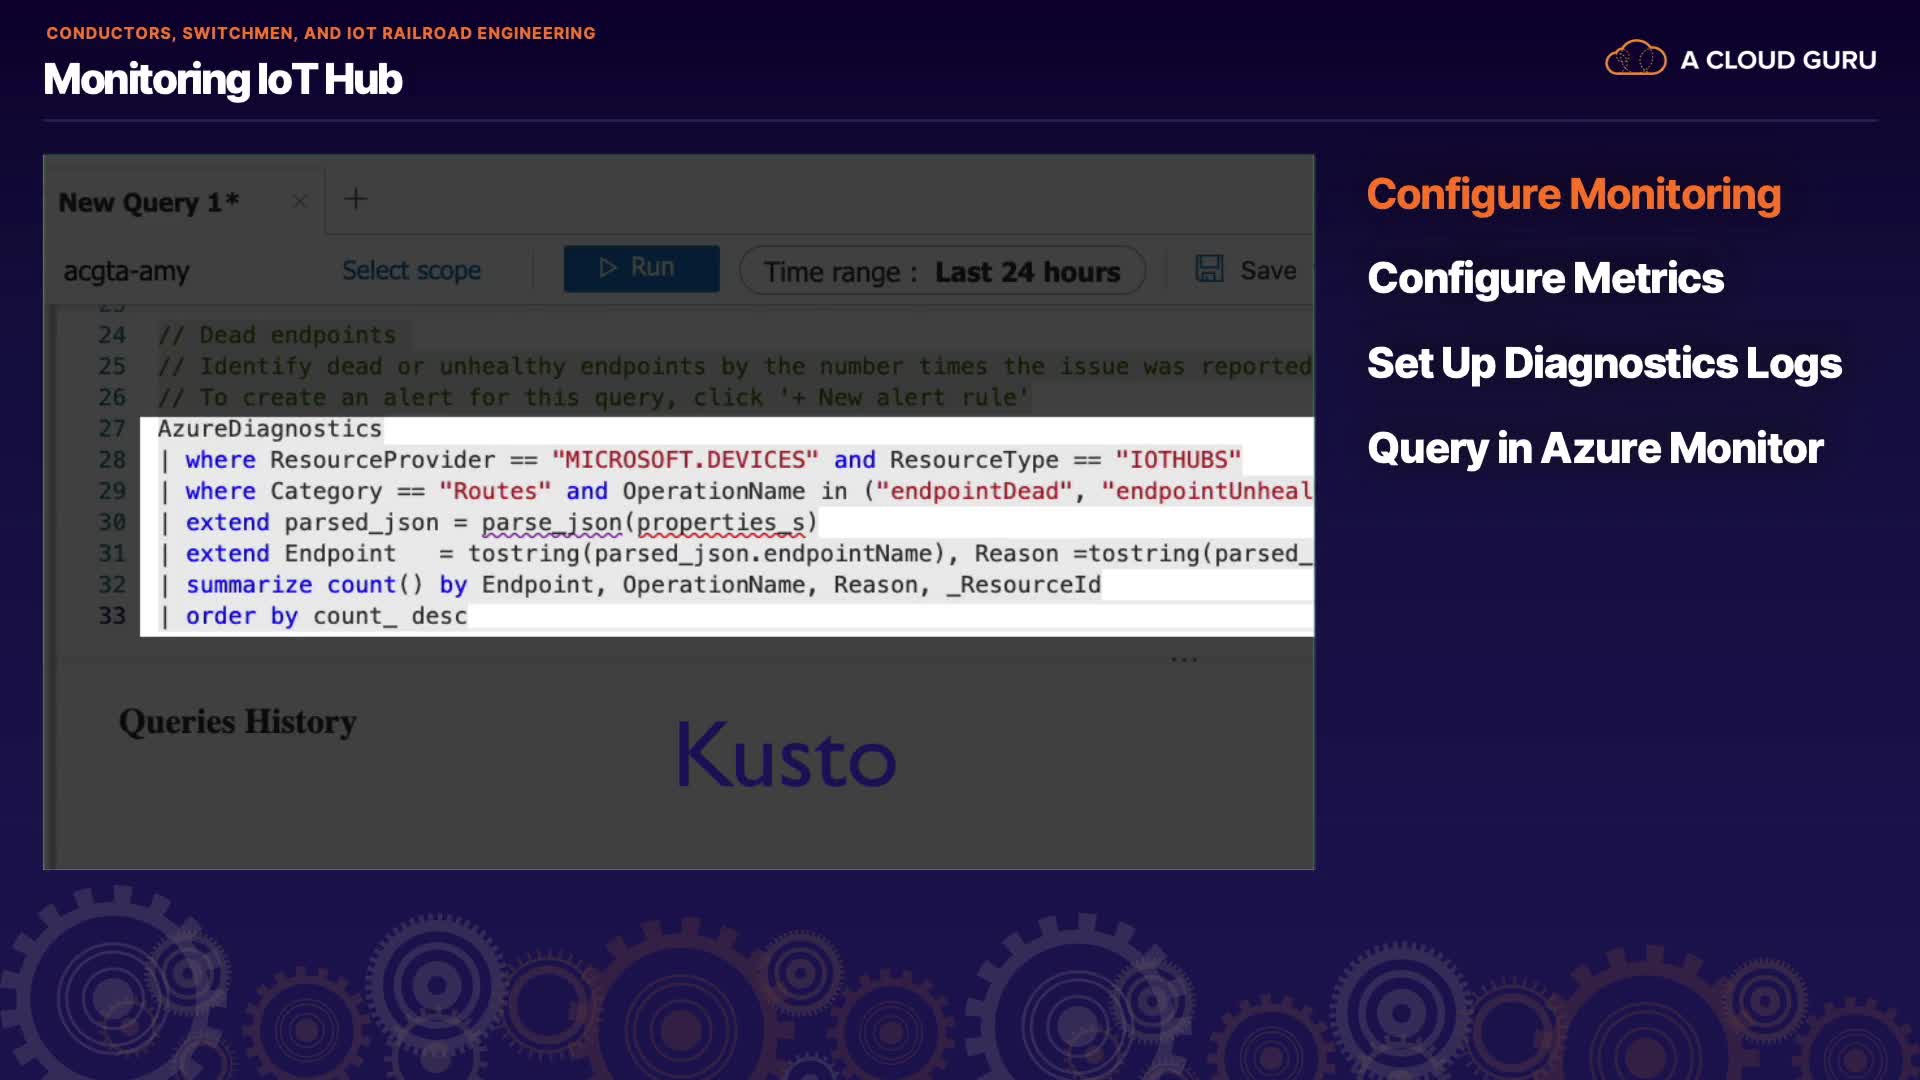 CONDUCTORS, SWITCHMEN, AND IOT RAILROAD ENGINEERING
Monitoring IoT Hub
A CLOUD GURU
New Query 1*
acgta-amy
Select scope
Run
Time range : Last 24 hours
Save
24 // Dead endpoints
25 // Identify dead or unhealthy endpoints by the number times the issue was reported
26 // To create an alert for this query, click '+ New alert rule'
27 AzureDiagnostics
28 | where ResourceProvider == "MICROSOFT.DEVICES" and ResourceType == "IOTHUBS"
29 | where Category == "Routes" and OperationName in ("endpointDead", "endpointUnheal
30 | extend parsed_json = parse_json(properties_s)
31 | extend Endpoint   = tostring(parsed_json.endpointName), Reason =tostring(parsed_
32 | summarize count() by Endpoint, OperationName, Reason, _ResourceId
33 | order by count_ desc
...
Queries History
Kusto
Configure Monitoring
Configure Metrics
Set Up Diagnostics Logs
Query in Azure Monitor